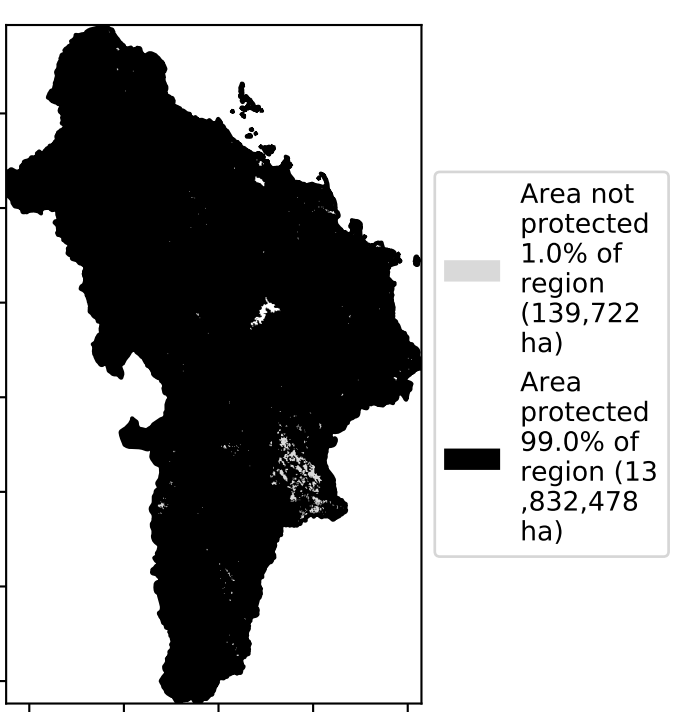 Area not
protected
1.0% of
region
(139,722
ha)
Area
protected
99.0% of
region (13
,832,478
ha)